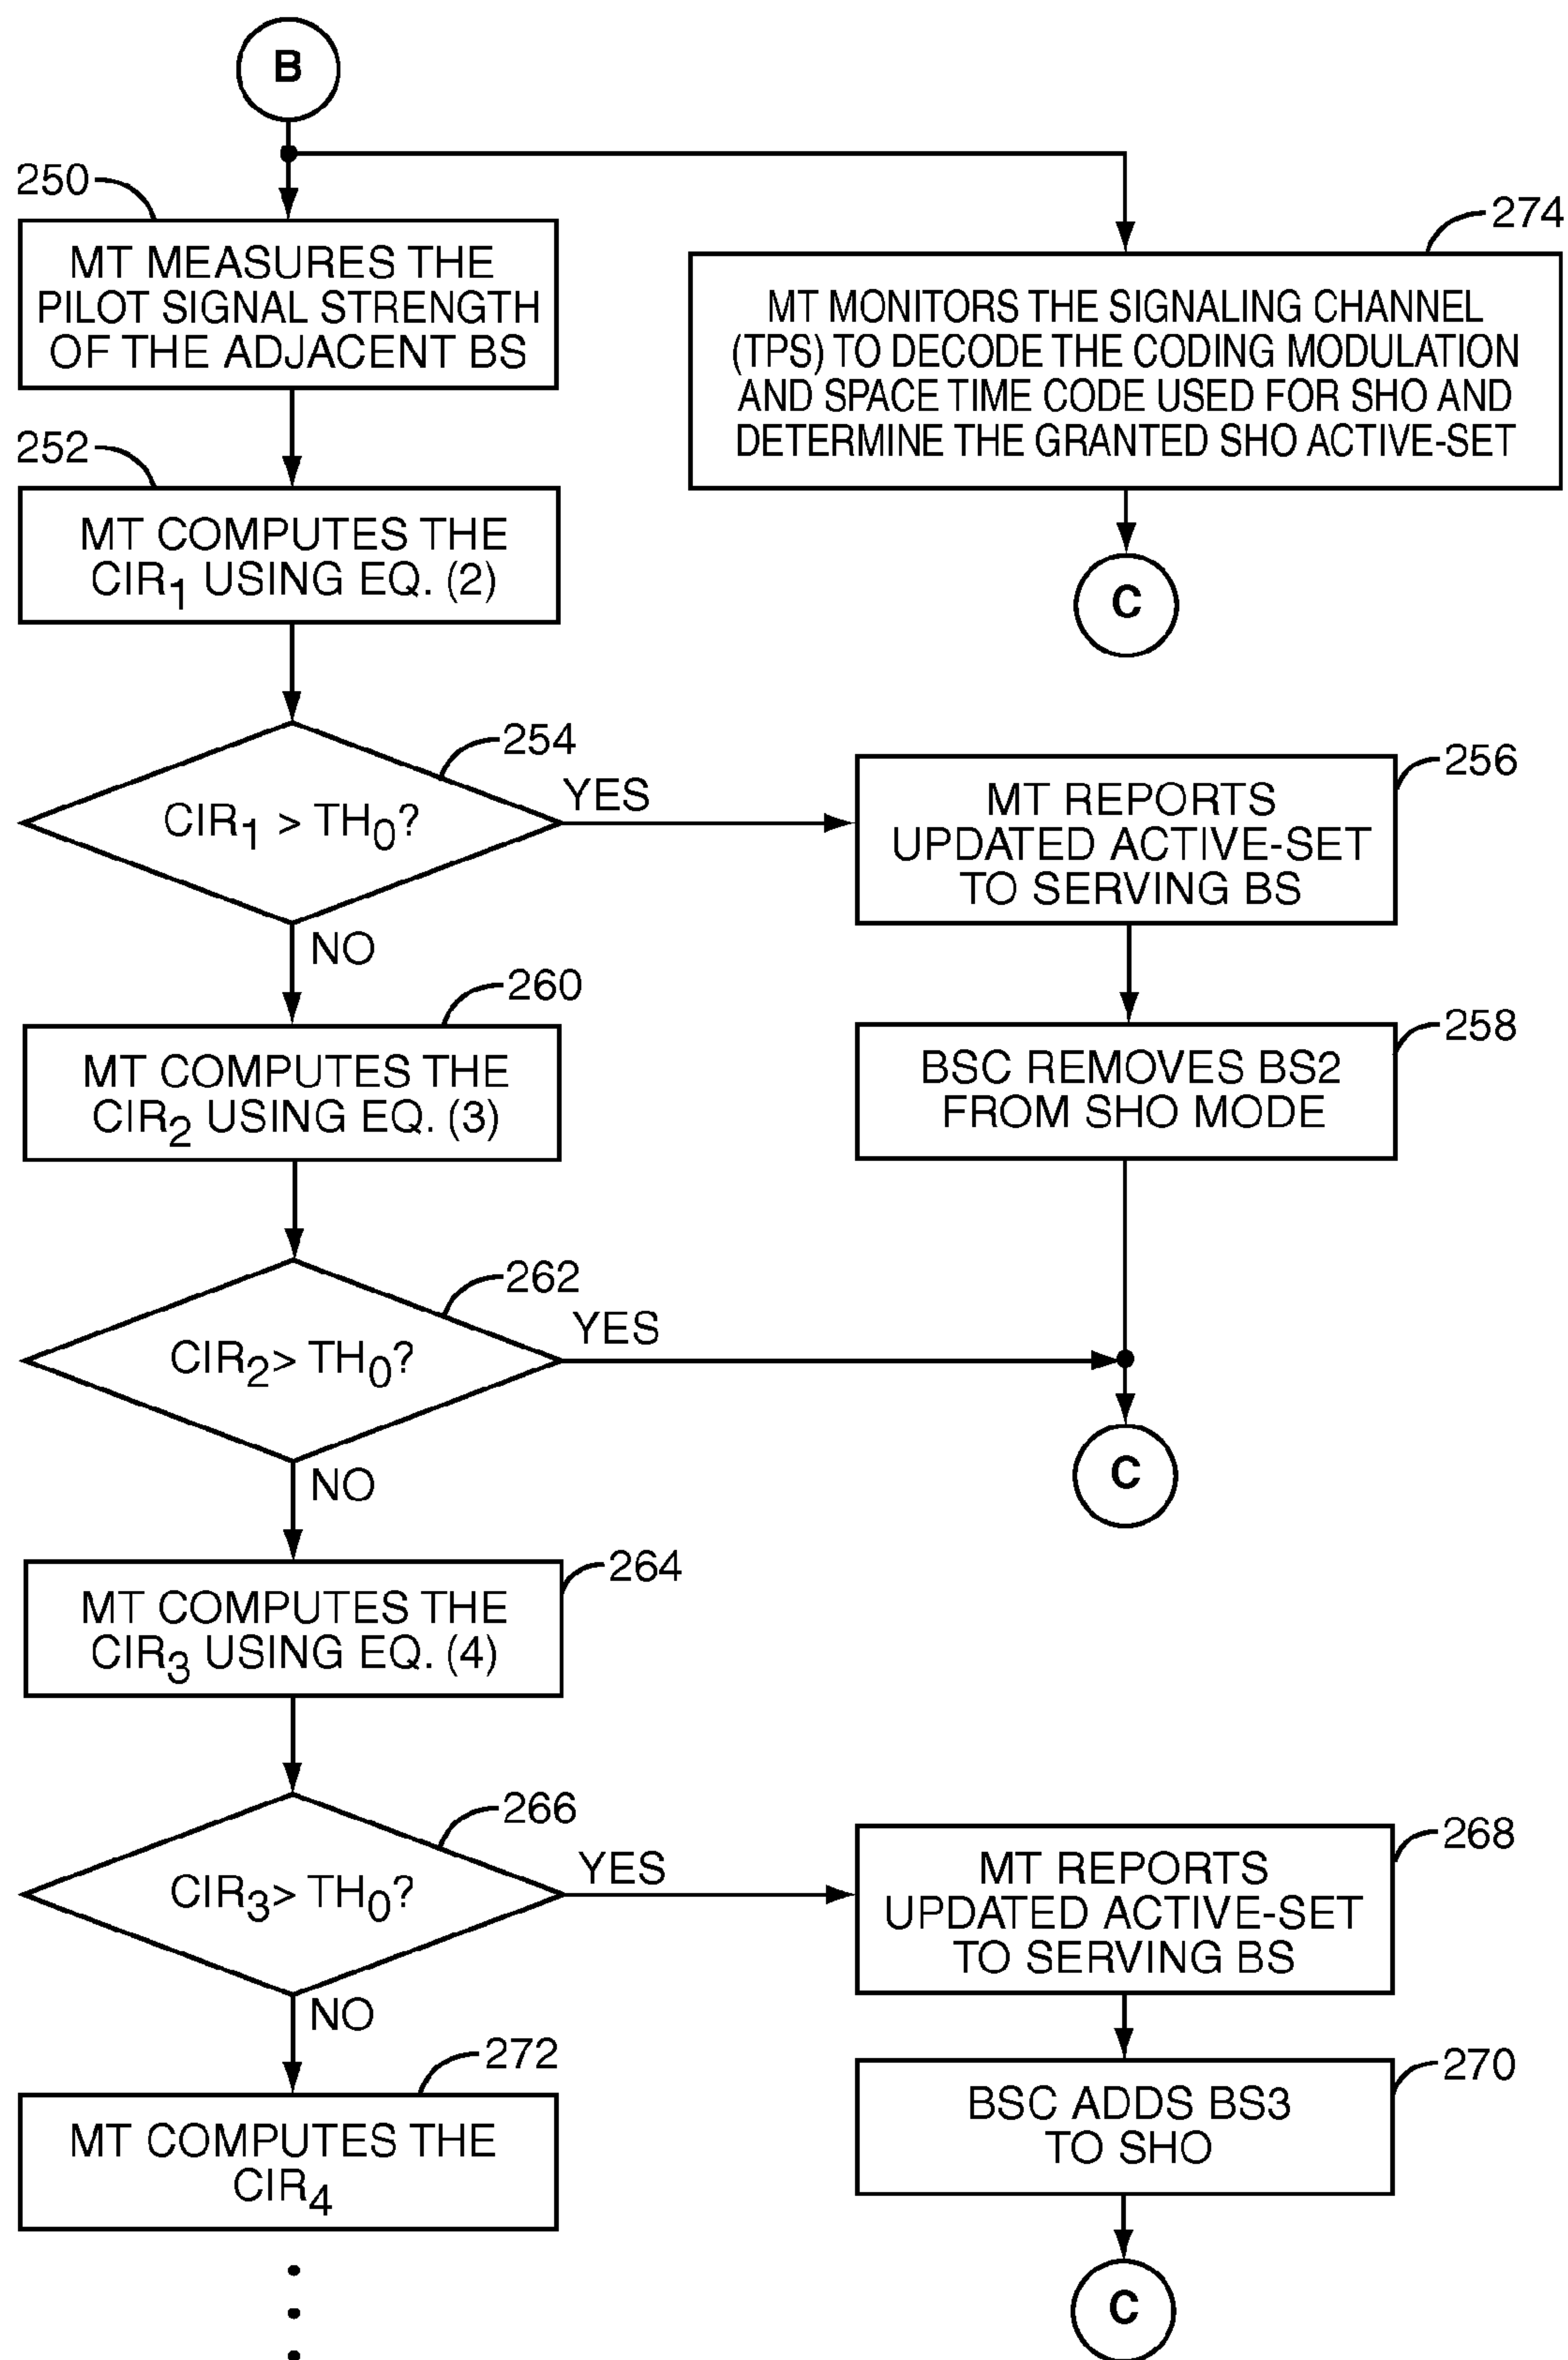 B
250
MT MEASURES THE
PILOT SIGNAL STRENGTH
OF THE ADJACENT BS
274
MT MONITORS THE SIGNALING CHANNEL
(TPS) TO DECODE THE CODING MODULATION
AND SPACE TIME CODE USED FOR SHO AND
DETERMINE THE GRANTED SHO ACTIVE-SET
C
252
MT COMPUTES THE
CIR1 USING EQ. (2)
254
CIR1 > TH0?
YES
NO
256
MT REPORTS
UPDATED ACTIVE-SET
TO SERVING BS
258
BSC REMOVES BS2
FROM SHO MODE
260
MT COMPUTES THE
CIR2 USING EQ. (3)
262
CIR2> TH0?
YES
NO
C
264
MT COMPUTES THE
CIR3 USING EQ. (4)
266
CIR3> TH0?
YES
NO
268
MT REPORTS
UPDATED ACTIVE-SET
TO SERVING BS
270
BSC ADDS BS3
TO SHO
C
272
MT COMPUTES THE
CIR4